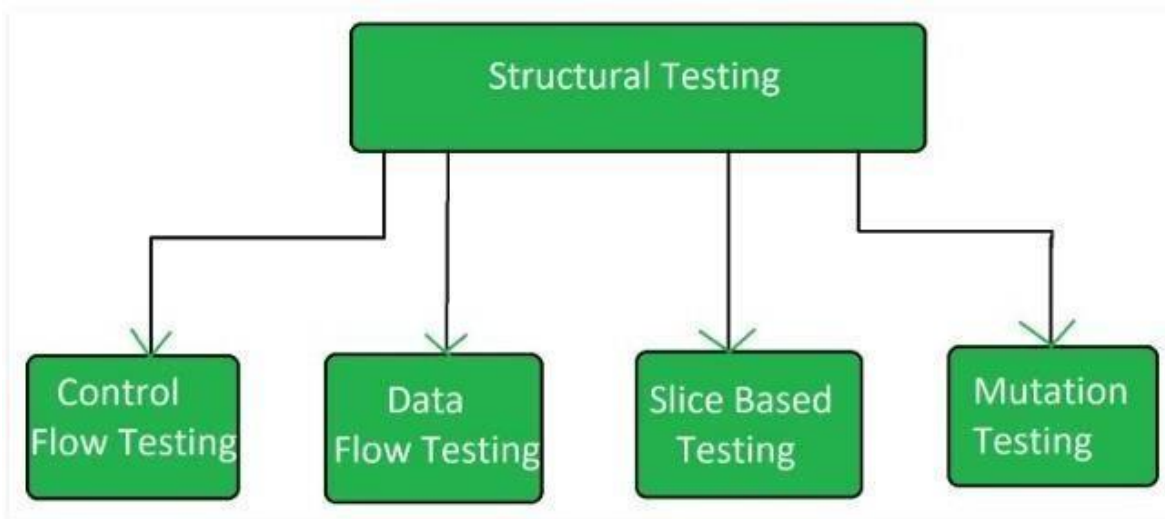 Structural Testing
Control
Flow Testing
Data
Flow Testing
Slice Based
Testing
Mutation
Testing